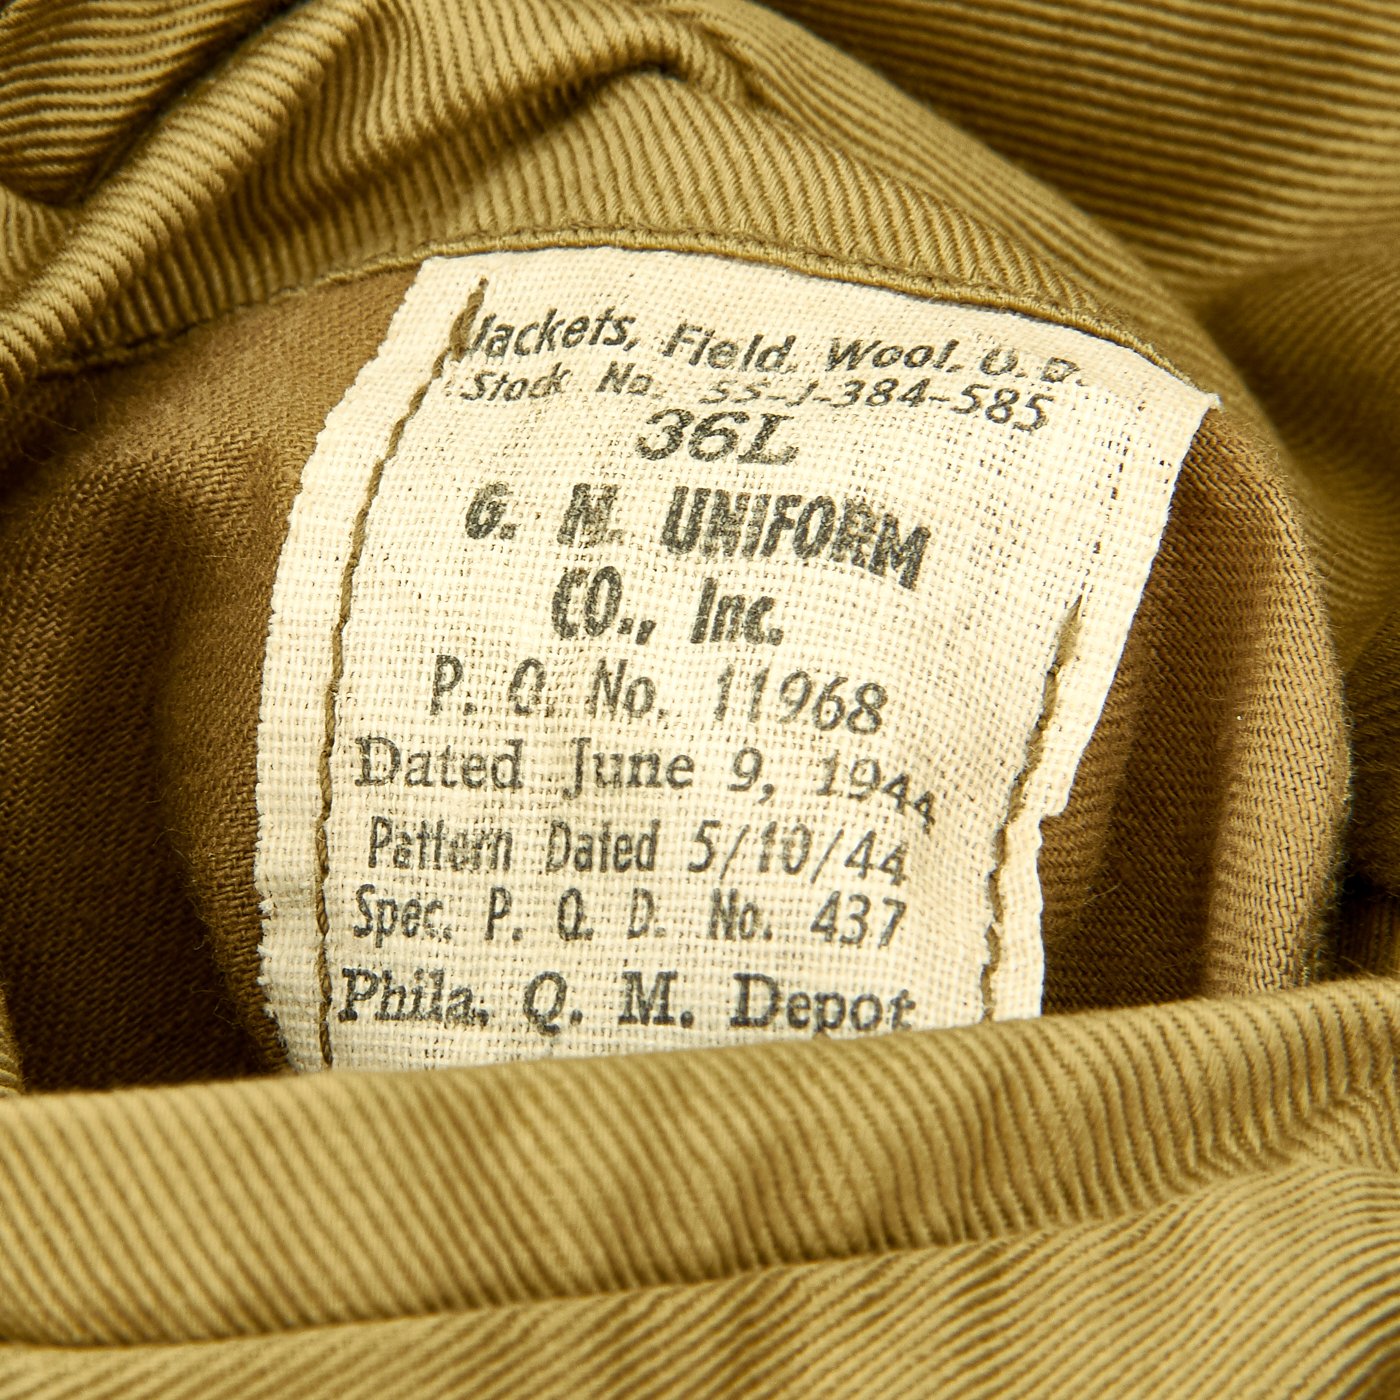 Jackets, Field, Wool, O. D.
Stock No. 55-J-384-585
36L
G. M. UNIFORM
CO., Inc.
P. O. No. 11968
Dated June 9, 1944
Pattern Dated 5/10/44
Spec. P. Q. D. No. 437
Phila. Q. M. Depot